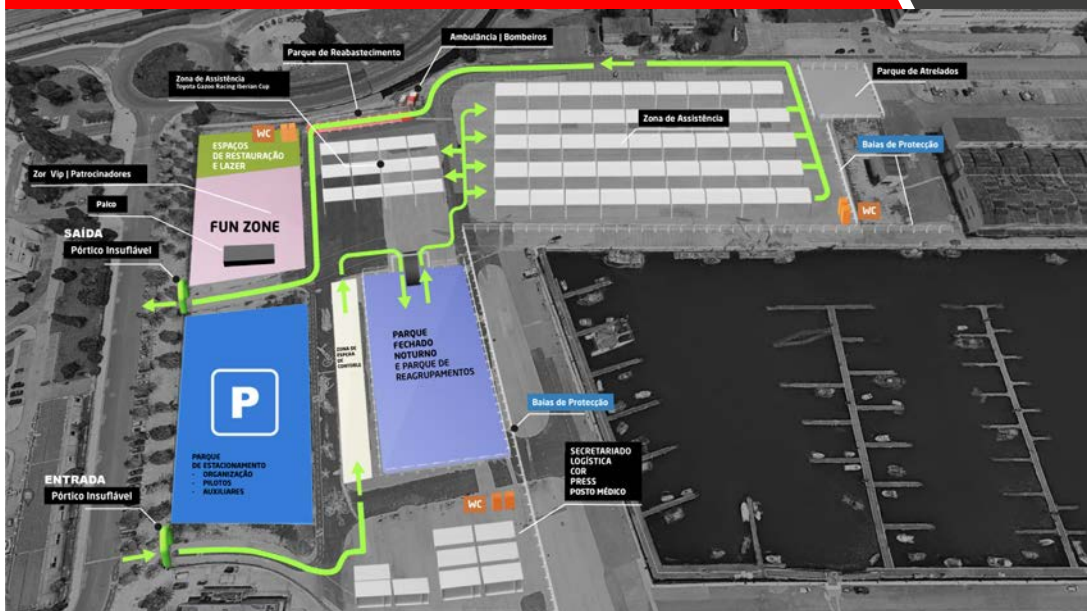 Ambulância | Bombeiros
Parque de Reabastecimento
Zona de Assistência
Toyota Gazoo Racing Iberian Cup
Parque de Atrelados
Zona de Assistência
WC
ESPAÇOS
DE RESTAURAÇÃO
E LAZER
Baias de Protecção
Zor Vip | Patrocinadores
Palco
FUN ZONE
WC
SAÍDA
Pórtico Insuflável
ZONA DE
ESPERA
DE
CONTROLE
PARQUE
FECHADO
NOTURNO
E PARQUE DE
REAGRUPAMENTOS
P
Baias de Protecção
PARQUE
DE ESTACIONAMENTO
- ORGANIZAÇÃO
- PILOTOS
- AUXILIARES
SECRETARIADO
LOGÍSTICA
COR
PRESS
POSTO MÉDICO
ENTRADA
Pórtico Insuflável
WC